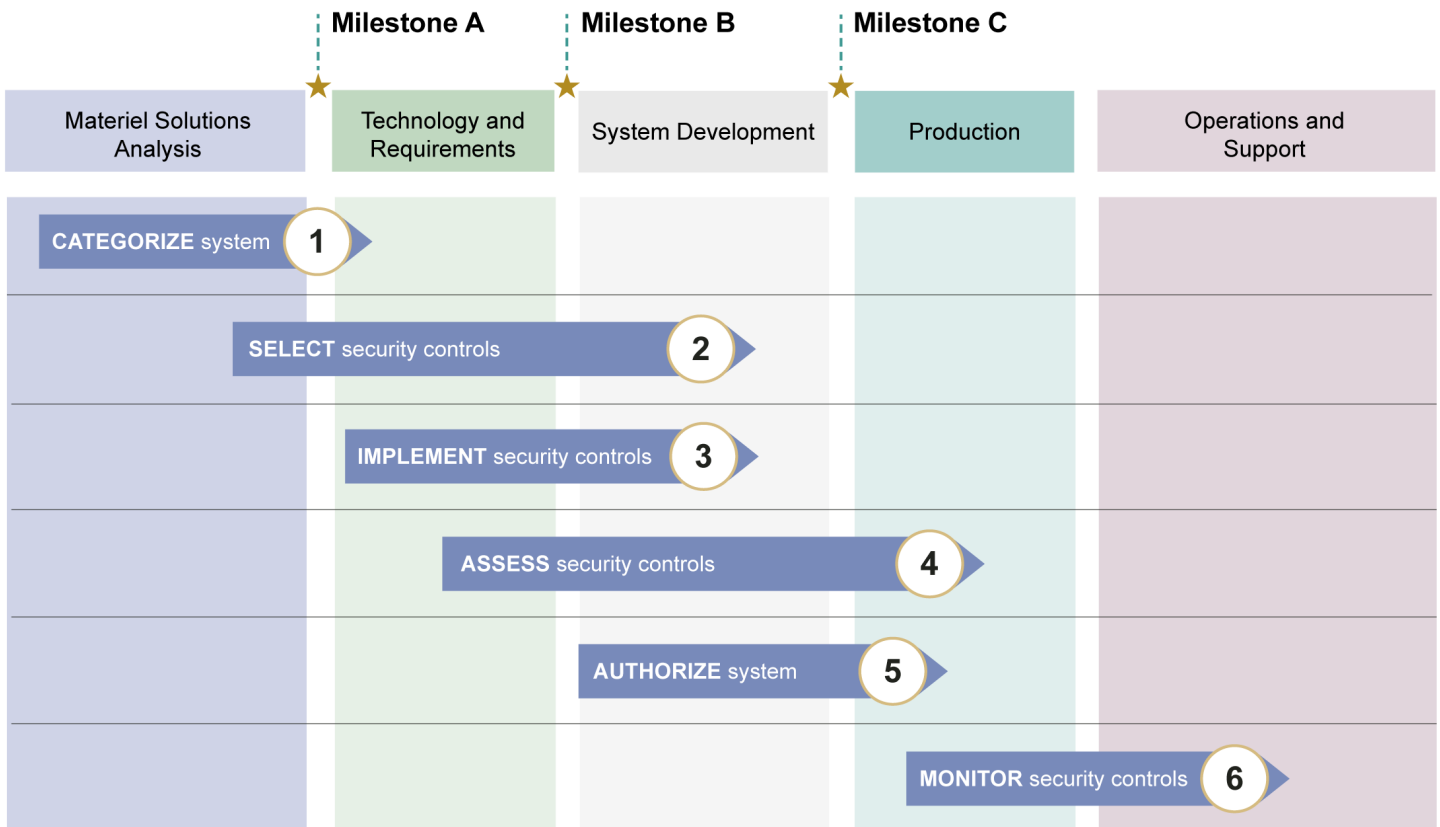 Milestone A
Milestone B
Milestone C
Materiel Solutions
Analysis
Technology and
Requirements
System Development
Production
Operations and
Support
CATEGORIZE system
1
SELECT security controls
2
IMPLEMENT security controls
3
ASSESS security controls
4
AUTHORIZE system
5
MONITOR security controls
6